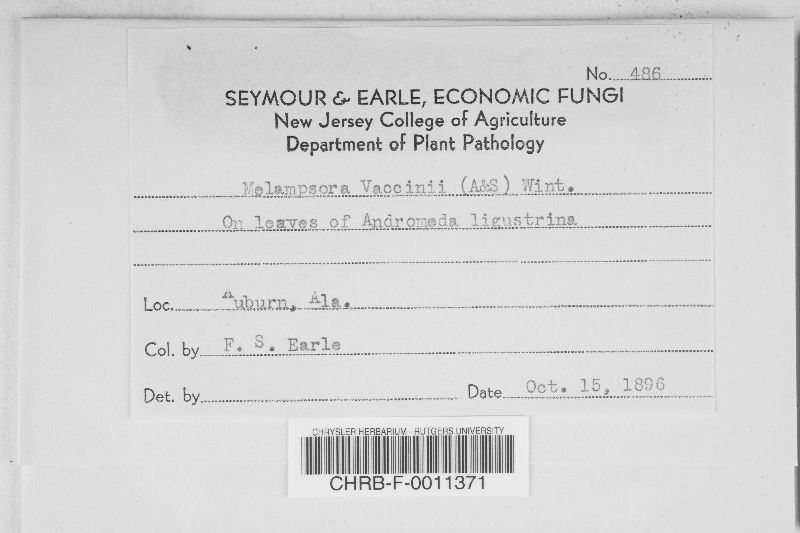 No. 486
SEYMOUR & EARLE, ECONOMIC FUNGI
New Jersey College of Agriculture
Department of Plant Pathology
Melampsora Vaccinii (A&S) Wint.
On leaves of Andromeda ligustrina
Loc. Auburn, Ala.
Col. by F. S. Earle
Det. by
Date Oct. 15, 1896
CHRYSLER HERBARIUM - RUTGERS UNIVERSITY
CHRB-F-0011371